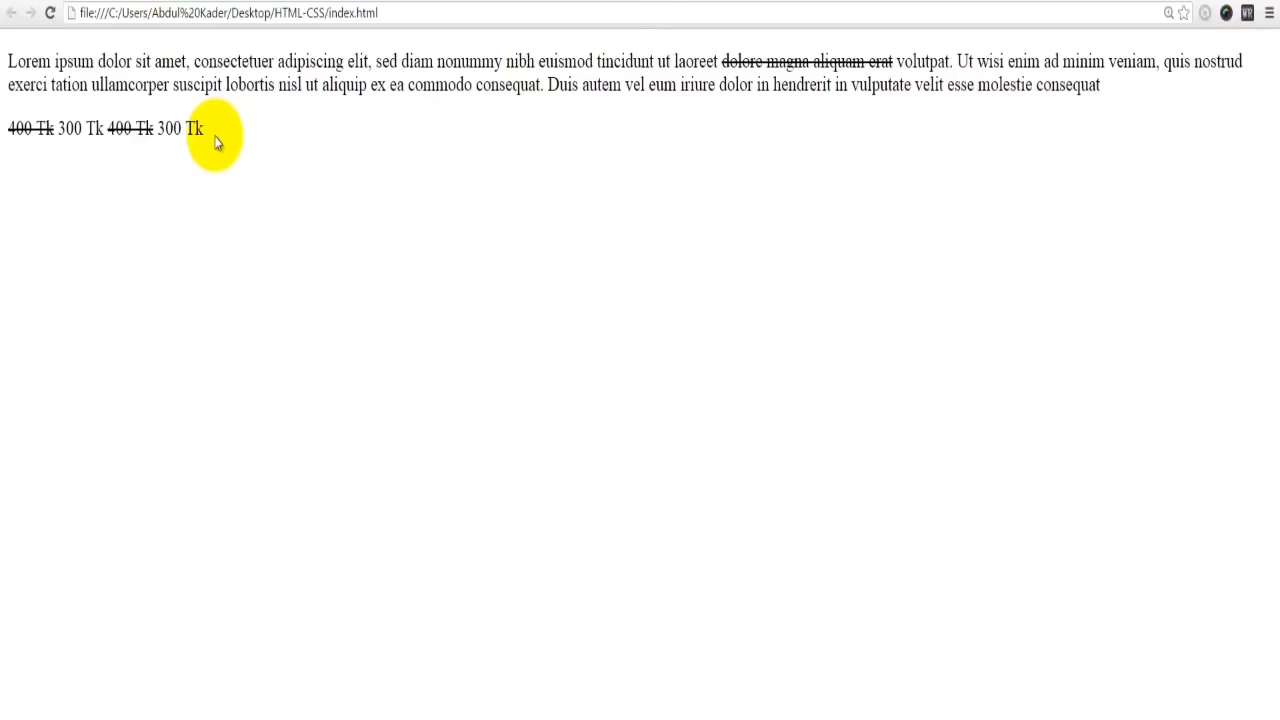 file:///C:/Users/Abdul%20Kader/Desktop/HTML-CSS/index.html
Lorem ipsum dolor sit amet, consectetuer adipiscing elit, sed diam nonummy nibh euismod tincidunt ut laoreet dolore magna aliquam erat volutpat. Ut wisi enim ad minim veniam, quis nostrud
exerci tation ullamcorper suscipit lobortis nisl ut aliquip ex ea commodo consequat. Duis autem vel eum iriure dolor in hendrerit in vulputate velit esse molestie consequat
400 Tk 300 Tk 400 Tk 300 Tk